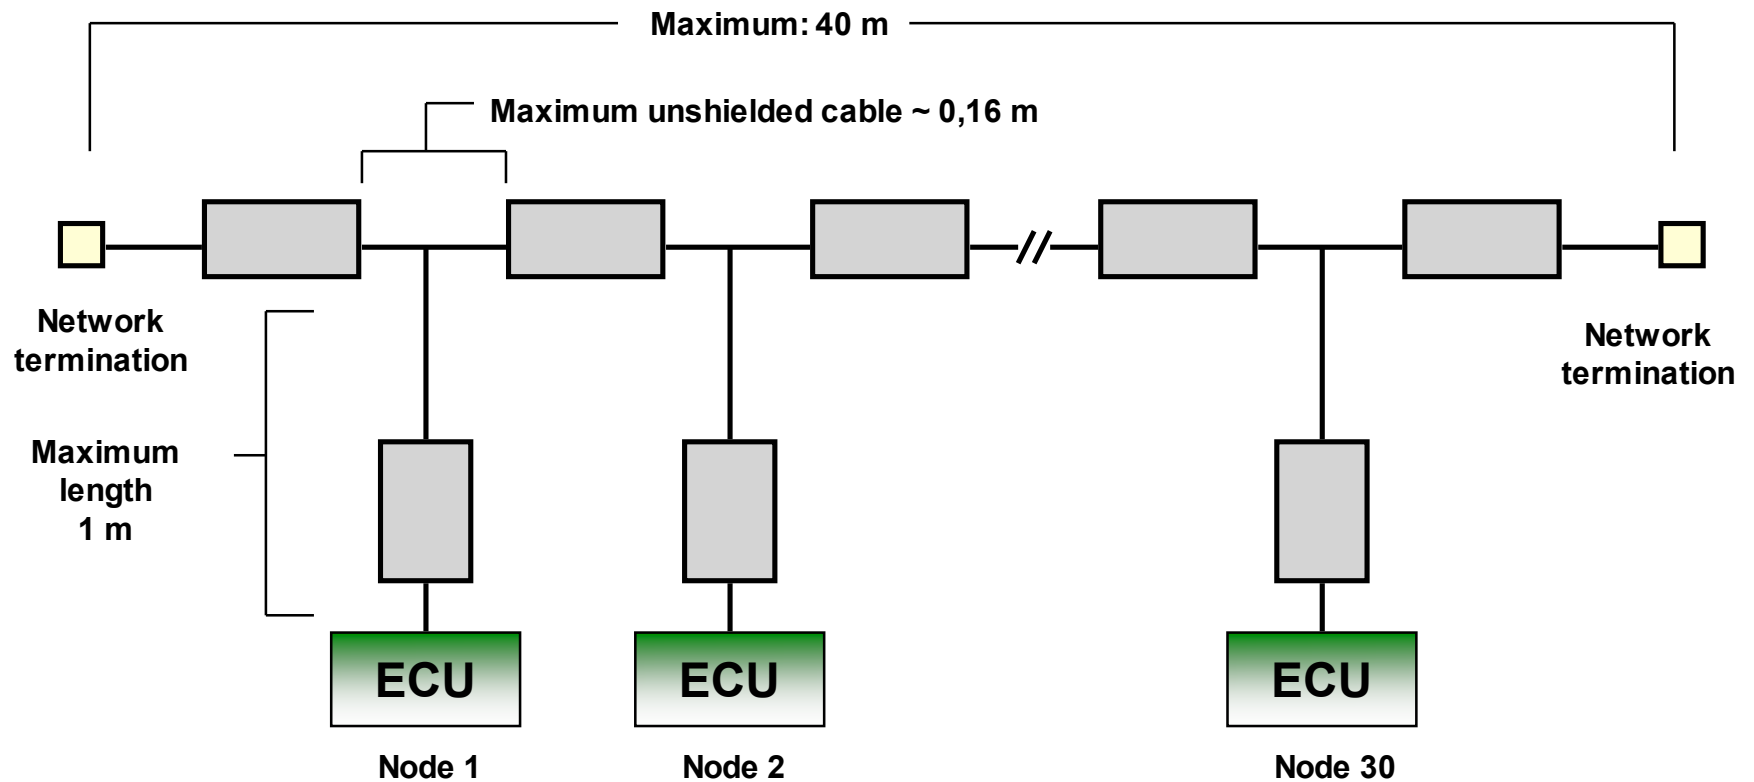 Maximum: 40 m
Maximum unshielded cable ~ 0,16 m
Network
termination
Network
termination
Maximum
length
1 m
ECU
ECU
ECU
Node 1
Node 2
Node 30